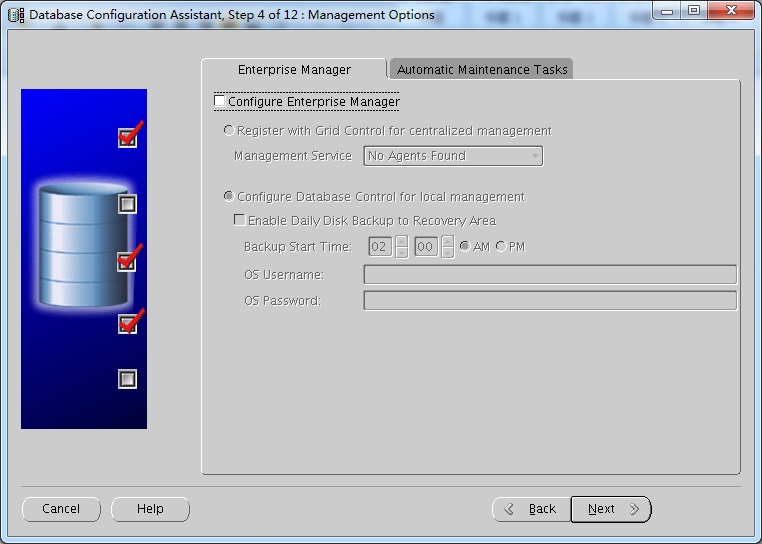 Database Configuration Assistant, Step 4 of 12 : Management Options
Enterprise Manager
Automatic Maintenance Tasks
Configure Enterprise Manager
Register with Grid Control for centralized management
Management Service
No Agents Found
Configure Database Control for local management
Enable Daily Disk Backup to Recovery Area
Backup Start Time: 02 00 AM PM
OS Username:
OS Password:
Cancel
Help
Back
Next